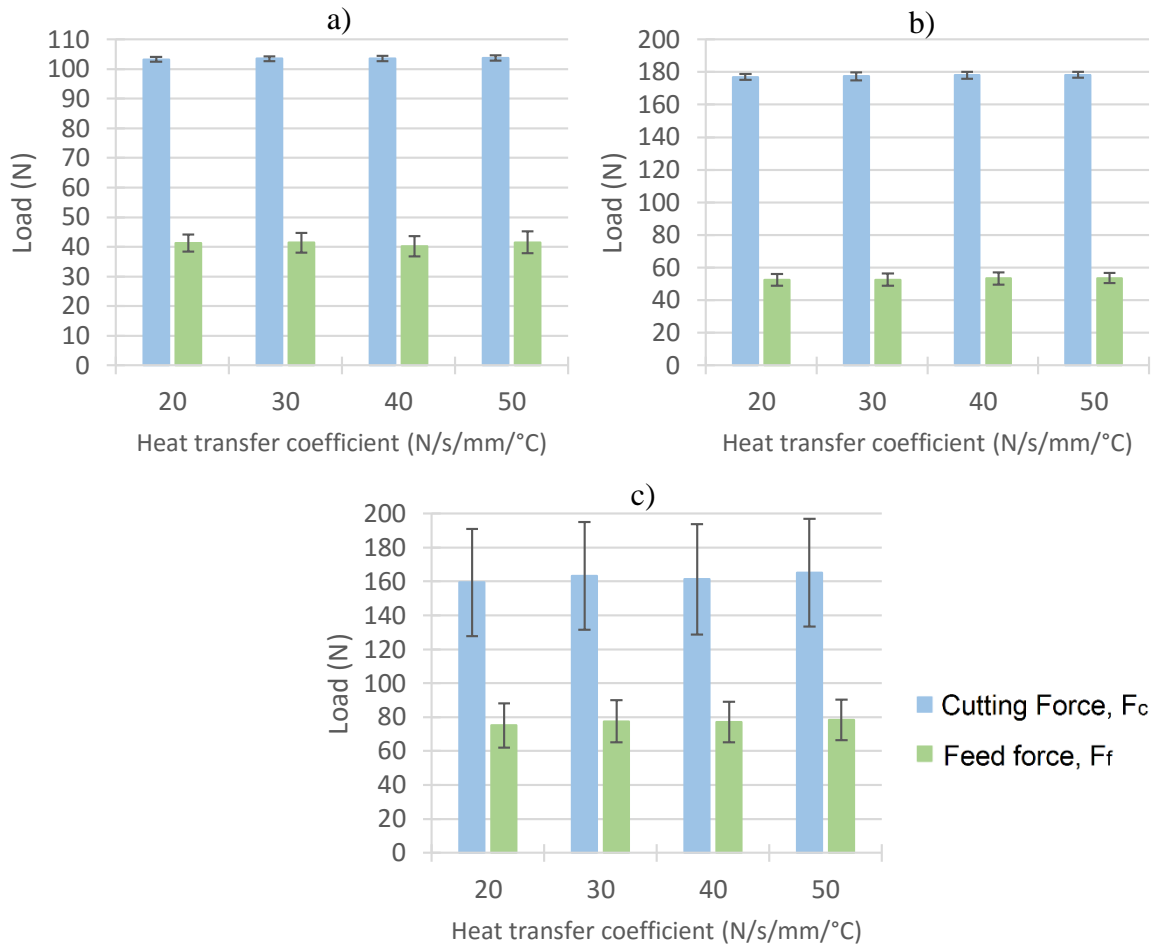 a)
110
100
90
80
70
60
50
40
30
20
10
0
Load (N)
20 30 40 50
Heat transfer coefficient (N/s/mm/°C)
b)
200
180
160
140
120
100
80
60
40
20
0
Load (N)
20 30 40 50
Heat transfer coefficient (N/s/mm/°C)
c)
200
180
160
140
120
100
80
60
40
20
0
Load (N)
20 30 40 50
Heat transfer coefficient (N/s/mm/°C)
Cutting Force, Fc
Feed force, Ff